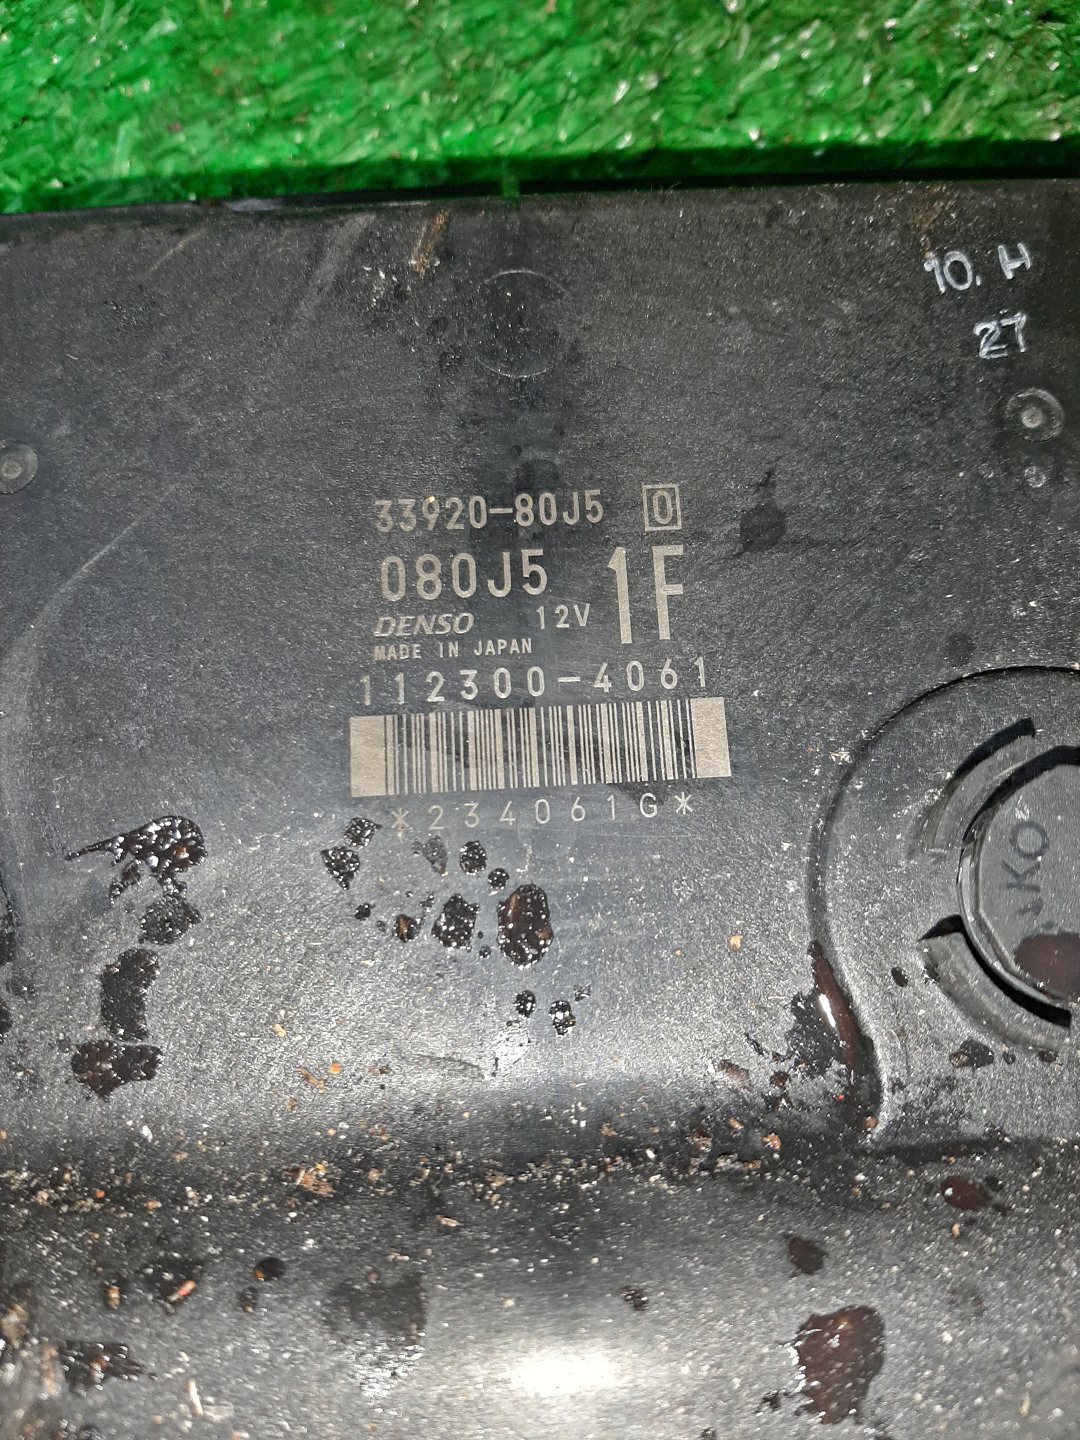 10. H
27
33920-80J5 0
080J5 1F
DENSO 12V
MADE IN JAPAN
112300-4061
*234061G*